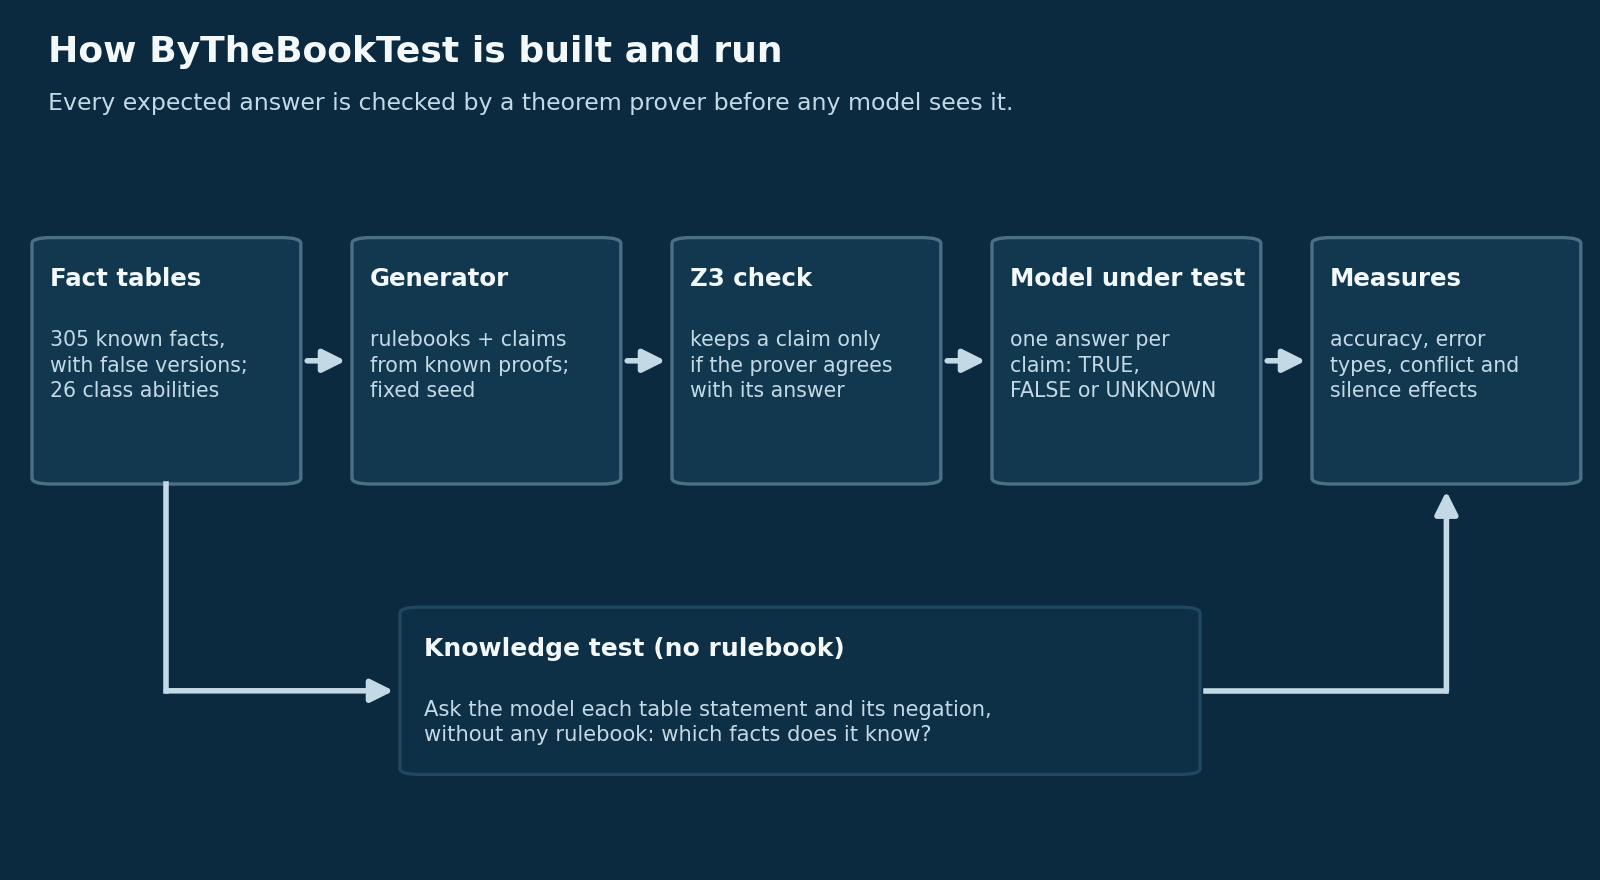 How ByTheBookTest is built and run
Every expected answer is checked by a theorem prover before any model sees it.
Fact tables
305 known facts,
with false versions;
26 class abilities
Generator
rulebooks + claims
from known proofs;
fixed seed
Z3 check
keeps a claim only
if the prover agrees
with its answer
Model under test
one answer per
claim: TRUE,
FALSE or UNKNOWN
Measures
accuracy, error
types, conflict and
silence effects
Knowledge test (no rulebook)
Ask the model each table statement and its negation,
without any rulebook: which facts does it know?